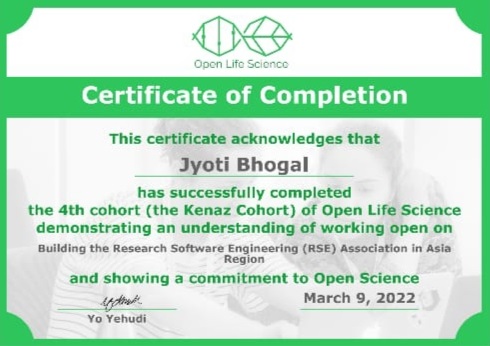 Open Life Science
Certificate of Completion
This certificate acknowledges that
Jyoti Bhogal
has successfully completed
the 4th cohort (the Kenaz Cohort) of Open Life Science
demonstrating an understanding of working open on
Building the Research Software Engineering (RSE) Association in Asia
Region
and showing a commitment to Open Science
March 9, 2022
Yo Yehudi